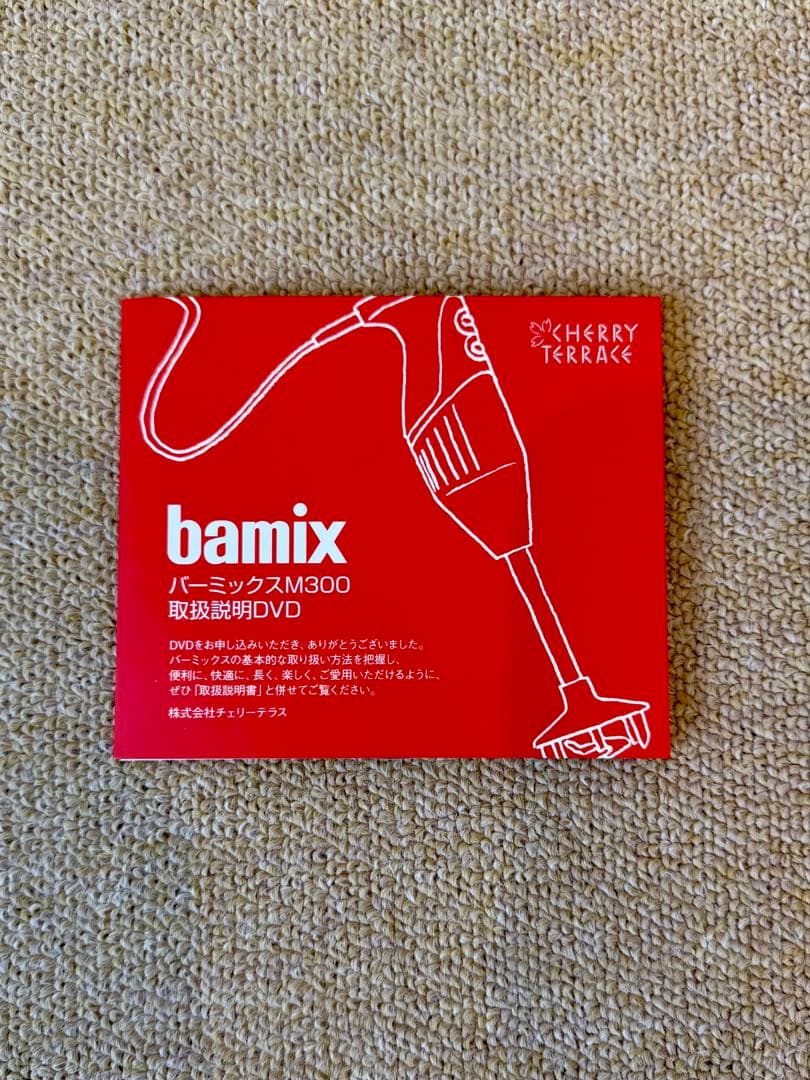 CHERRY
TERRACE
bamix
バーミックスM300
取扱説明DVD
DVDをお申し込みいただき、ありがとうございました。
バーミックスの基本的な取り扱い方法を把握し、
便利に、快適に、長く、楽しく、ご愛用いただけるように、
ぜひ「取扱説明書」と併せてご覧ください。
株式会社チェリーテラス